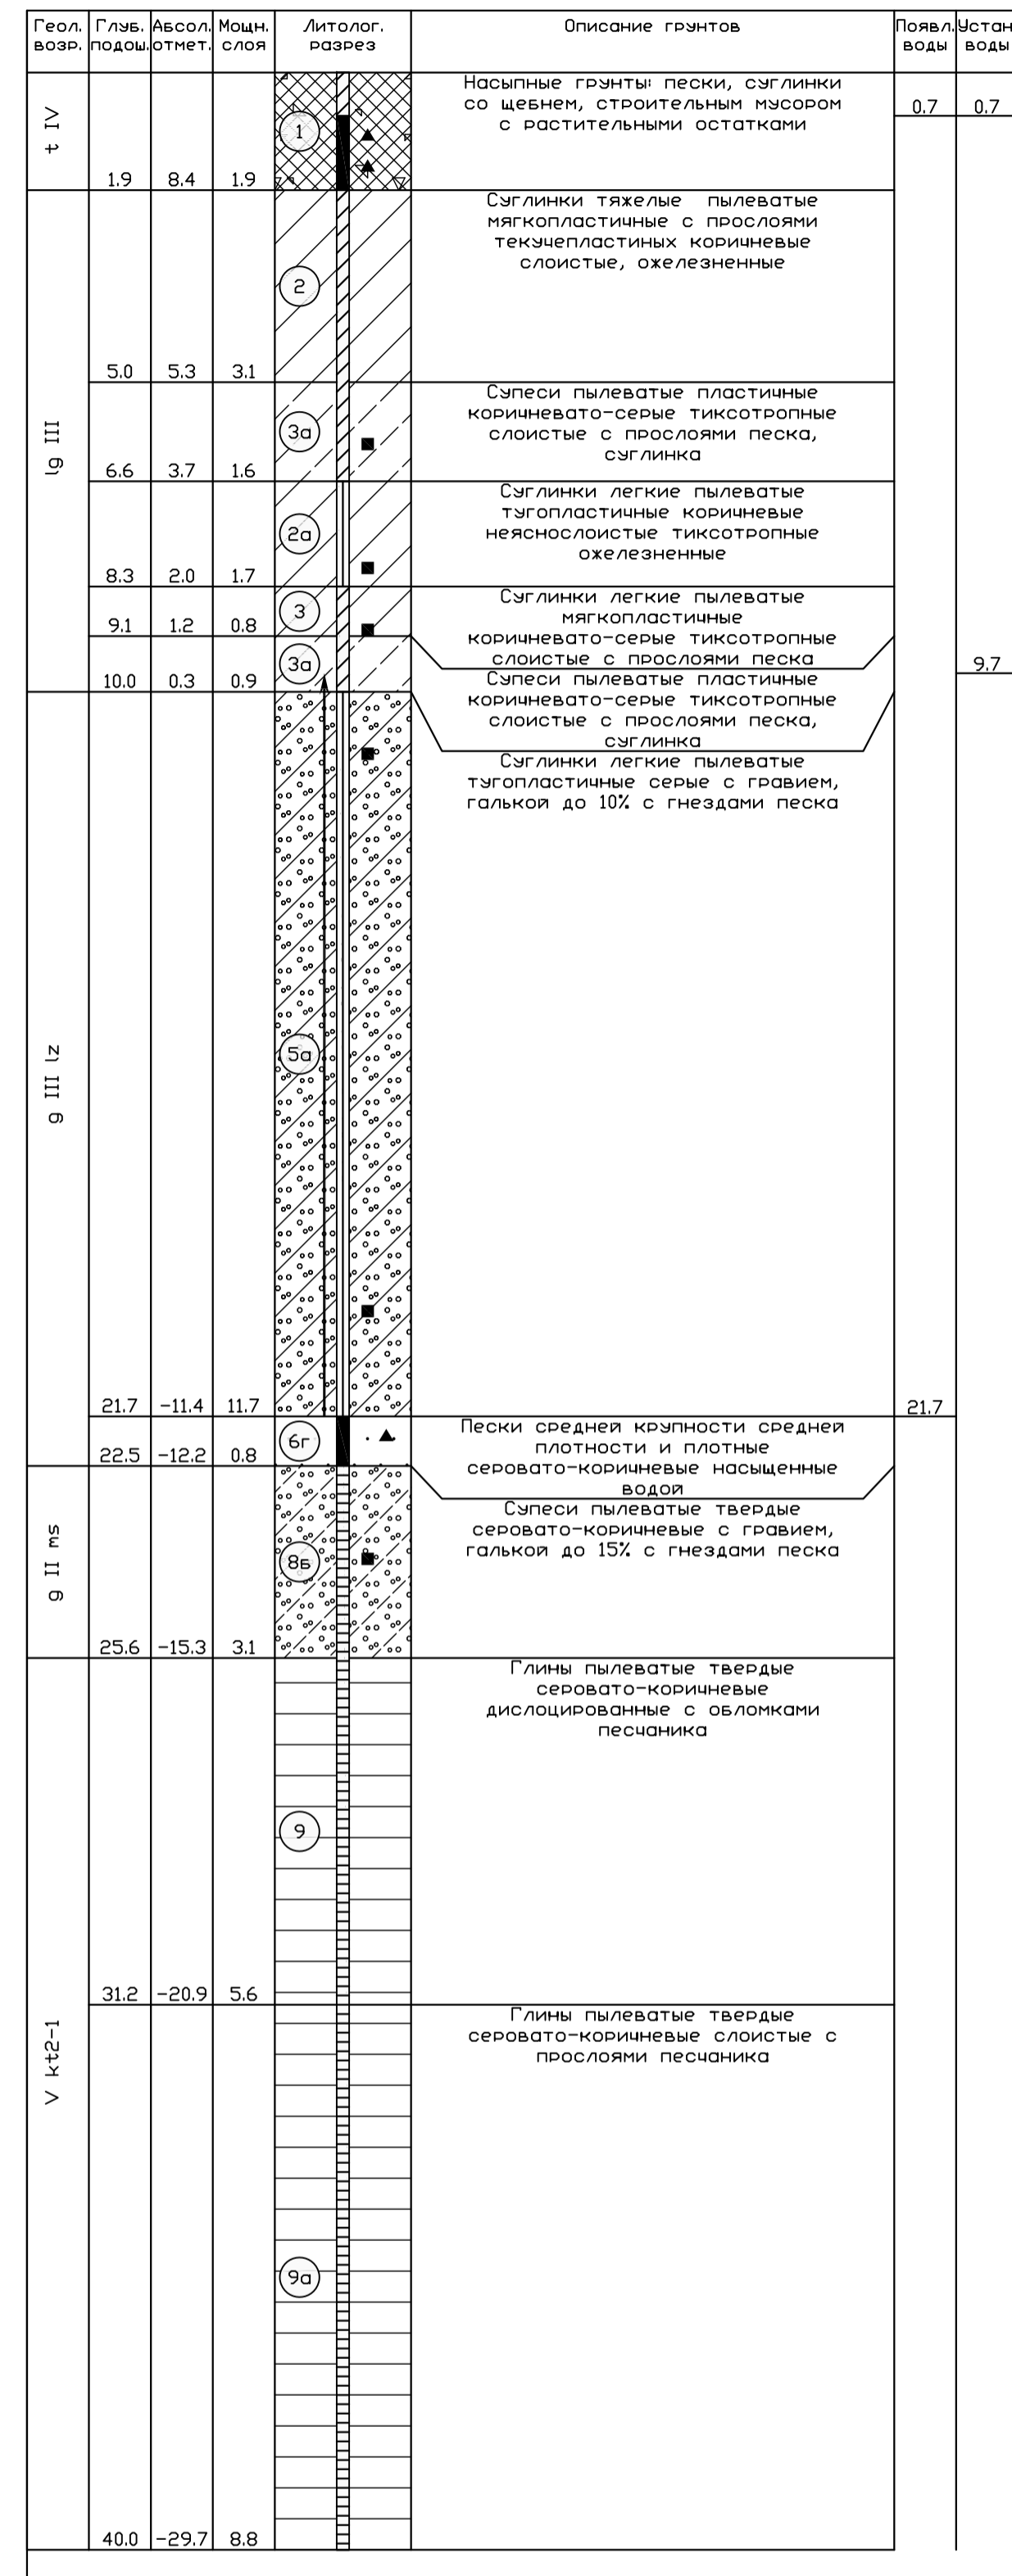 Геол. возр.
Глуб. подош.
Абсол. отмет.
Мощн. слоя
Литолог. разрез
Описание грунтов
Появл. воды
Устан воды
t IV
1
Насыпные грунты: пески, суглинки
со щебнем, строительным мусором
с растительными остатками
0.7 0.7
1.9 8.4 1.9
lg III
2
Суглинки тяжелые пылеватые
мягкопластичные с прослоями
текучепластиных коричневые
слоистые, ожелезненные
5.0 5.3 3.1
3а
Супеси пылеватые пластичные
коричневато-серые тиксотропные
слоистые с прослоями песка,
суглинка
6.6 3.7 1.6
2а
Суглинки легкие пылеватые
тугопластичные коричневые
неяснослоистые тиксотропные
ожелезненные
8.3 2.0 1.7
3
Суглинки легкие пылеватые
мягкопластичные
коричневато-серые тиксотропные
слоистые с прослоями песка
9.1 1.2 0.8
3а
Супеси пылеватые пластичные
коричневато-серые тиксотропные
слоистые с прослоями песка,
суглинка
9.7
10.0 0.3 0.9
g III lz
5а
Суглинки легкие пылеватые
тугопластичные серые с гравием,
галькой до 10% с гнездами песка
21.7 -11.4 11.7
21.7
6г
Пески средней крупности средней
плотности и плотные
серовато-коричневые насыщенные
водой
22.5 -12.2 0.8
g II ms
8б
Супеси пылеватые твердые
серовато-коричневые с гравием,
галькой до 15% с гнездами песка
25.6 -15.3 3.1
V kt2-1
9
Глины пылеватые твердые
серовато-коричневые
дислоцированные с обломками
песчаника
31.2 -20.9 5.6
9а
Глины пылеватые твердые
серовато-коричневые слоистые с
прослоями песчаника
40.0 -29.7 8.8